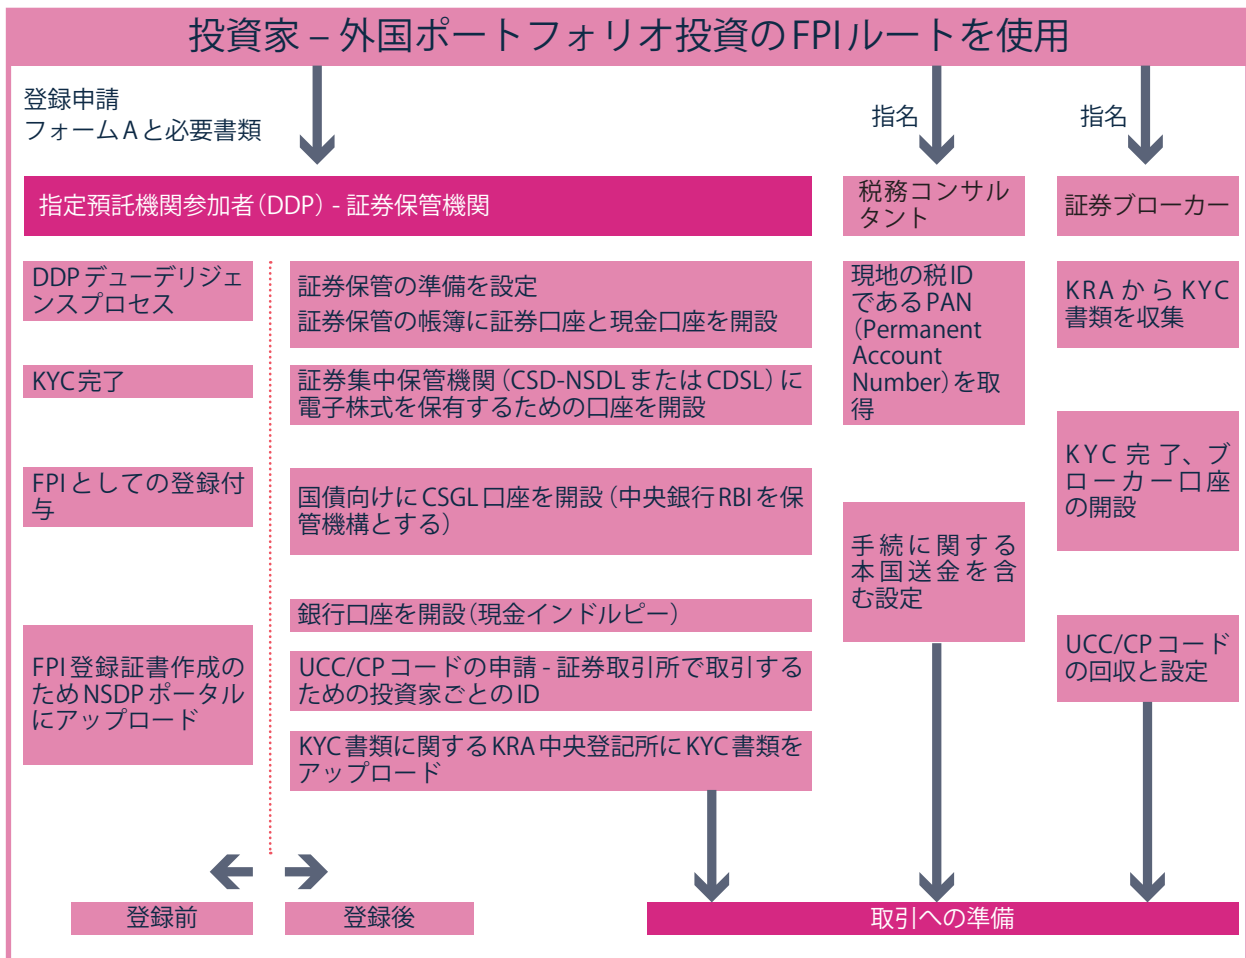 投資家 – 外国ポートフォリオ投資のFPIルートを使用
登録申請
フォームAと必要書類
指名
指名
指定預託機関参加者（DDP）- 証券保管機関
税務コンサル
タント
証券ブローカー
DDPデューデリジェ
ンスプロセス
KYC完了
FPIとしての登録付
与
FPI登録証書作成の
ためNSDPポータル
にアップロード
証券保管の準備を設定
証券保管の帳簿に証券口座と現金口座を開設
証券集中保管機関（CSD-NSDLまたはCDSL）に
電子株式を保有するための口座を開設
国債向けにCSGL口座を開設（中央銀行RBIを保
管機構とする）
銀行口座を開設（現金インドルピー）
UCC/CPコードの申請 - 証券取引所で取引する
ための投資家ごとのID
KYC書類に関するKRA中央登記所にKYC書類を
アップロード
現地の税ID
であるPAN
（Permanent
Account
Number）を取
得
手続に関する
本国送金を含
む設定
KRAからKYC
書類を収集
KYC完了、ブ
ローカー口座
の開設
UCC/CPコード
の回収と設定
登録前
登録後
取引への準備